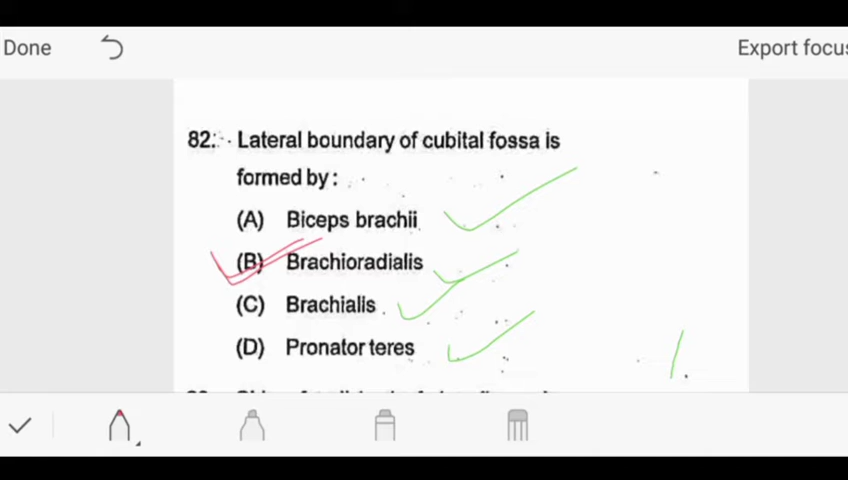 Done
Export focus
82. Lateral boundary of cubital fossa is
formed by:
(A) Biceps brachii
(B) Brachioradialis
(C) Brachialis
(D) Pronator teres